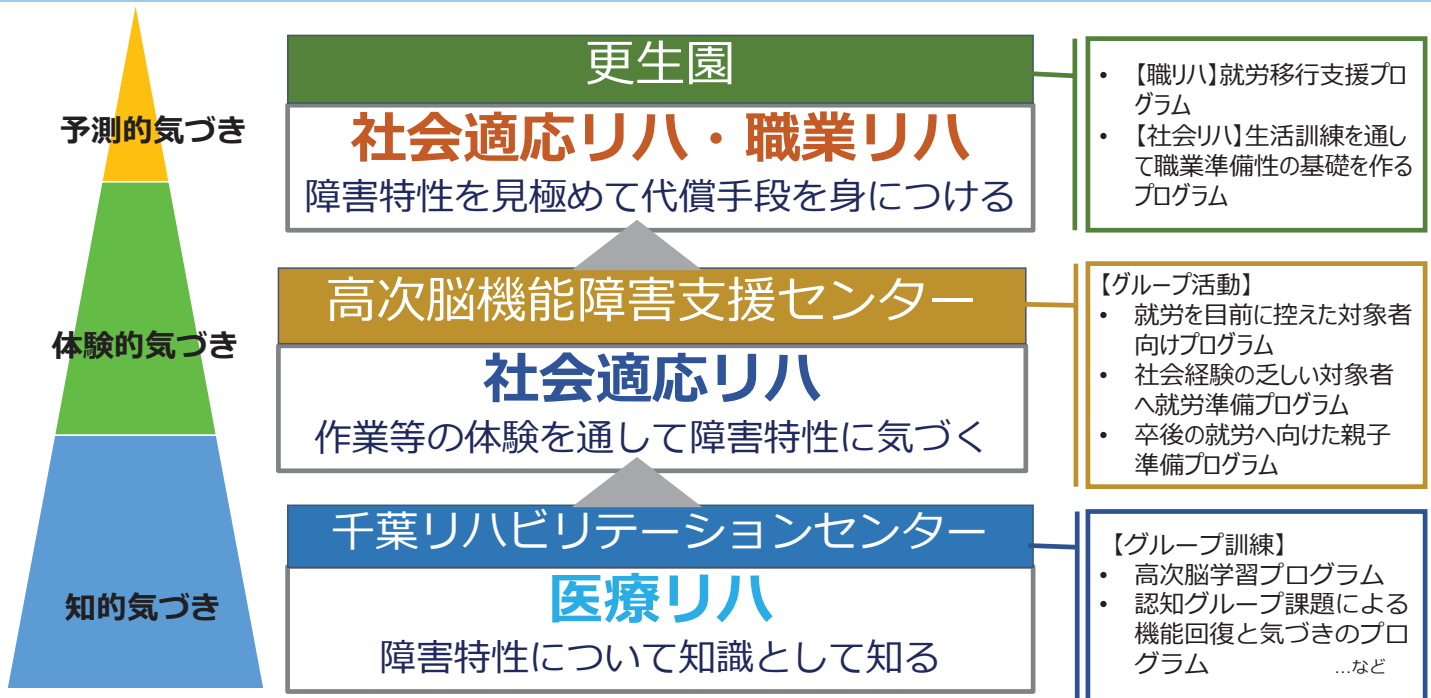 予測的気づき
体験的気づき
知的気づき
更生園
社会適応リハ・職業リハ
障害特性を見極めて代償手段を身につける
• 【職リハ】就労移行支援プロ
グラム
• 【社会リハ】生活訓練を通し
て職業準備性の基礎を作る
プログラム
高次脳機能障害支援センター
社会適応リハ
作業等の体験を通して障害特性に気づく
【グループ活動】
• 就労を目前に控えた対象者
向けプログラム
• 社会経験の乏しい対象者
へ就労準備プログラム
• 卒後の就労へ向けた親子
準備プログラム
千葉リハビリテーションセンター
医療リハ
障害特性について知識として知る
【グループ訓練】
• 高次脳学習プログラム
• 認知グループ課題による
機能回復と気づきのプロ
グラム …など